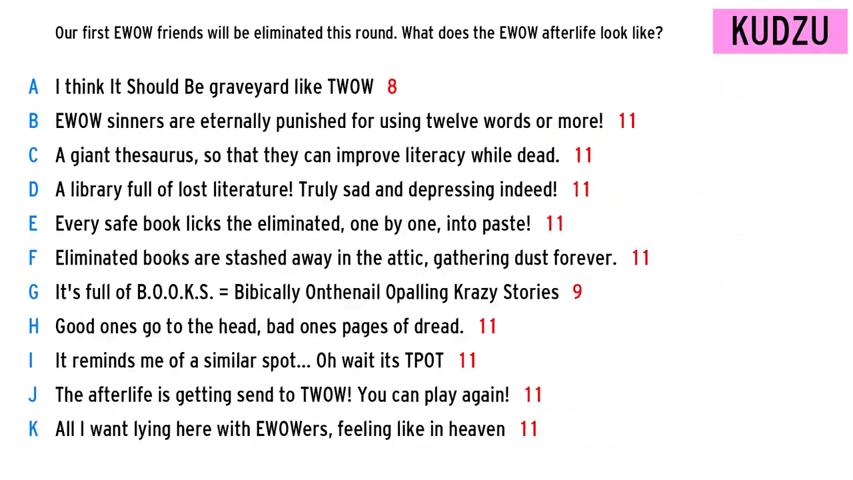 Our first EWOW friends will be eliminated this round. What does the EWOW afterlife look like?
KUDZU
A I think It Should Be graveyard like TWOW 8
B EWOW sinners are eternally punished for using twelve words or more! 11
C A giant thesaurus, so that they can improve literacy while dead. 11
D A library full of lost literature! Truly sad and depressing indeed! 11
E Every safe book licks the eliminated, one by one, into paste! 11
F Eliminated books are stashed away in the attic, gathering dust forever. 11
G It's full of B.O.O.K.S. = Bibically Onthenail Opalling Krazy Stories 9
H Good ones go to the head, bad ones pages of dread. 11
I It reminds me of a similar spot... Oh wait its TPOT 11
J The afterlife is getting send to TWOW! You can play again! 11
K All I want lying here with EWOWers, feeling like in heaven 11